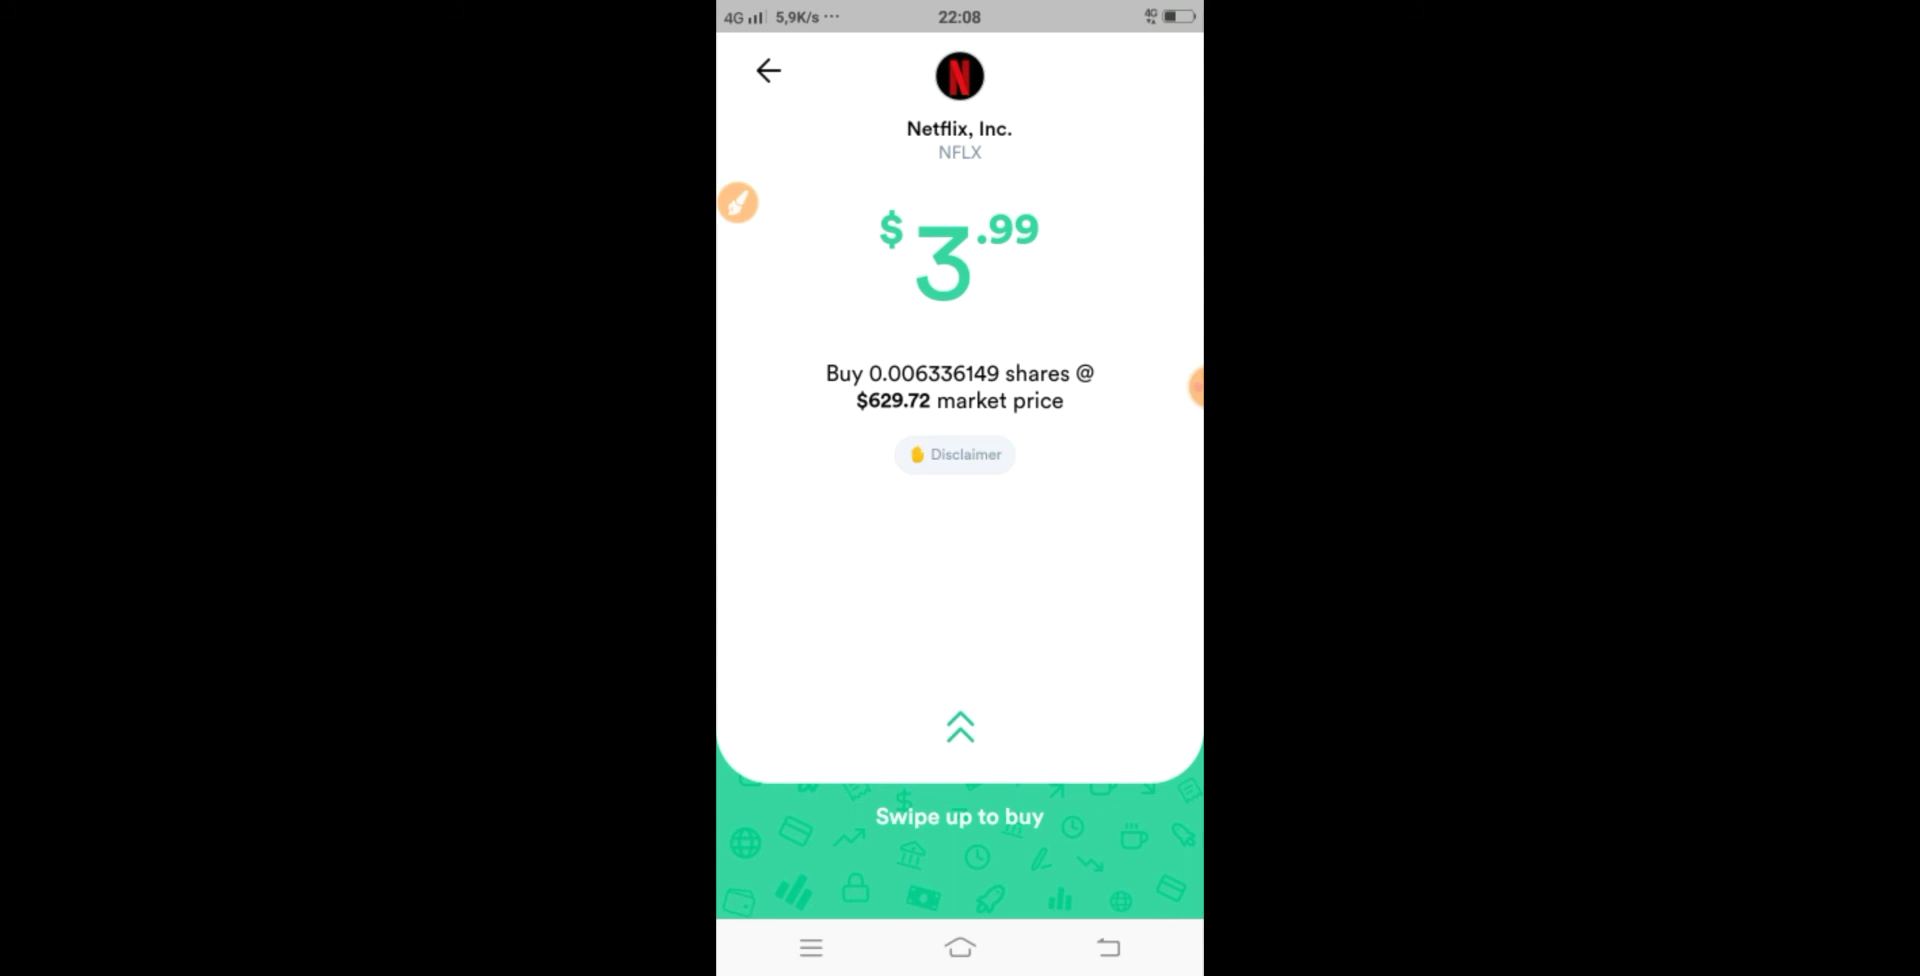 4G 5,9K/s ··· 22:08 4G
N
Netflix, Inc.
NFLX
$3.99
Buy 0.006336149 shares @
$629.72 market price
Disclaimer
Swipe up to buy